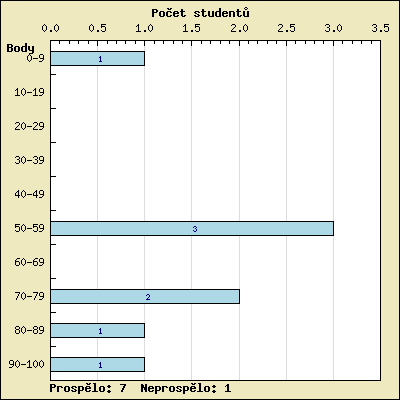 Počet studentů
0.0 0.5 1.0 1.5 2.0 2.5 3.0 3.5
Body
0-9 1
10-19
20-29
30-39
40-49
50-59 3
60-69
70-79 2
80-89 1
90-100 1
Prospělo: 7 Neprospělo: 1